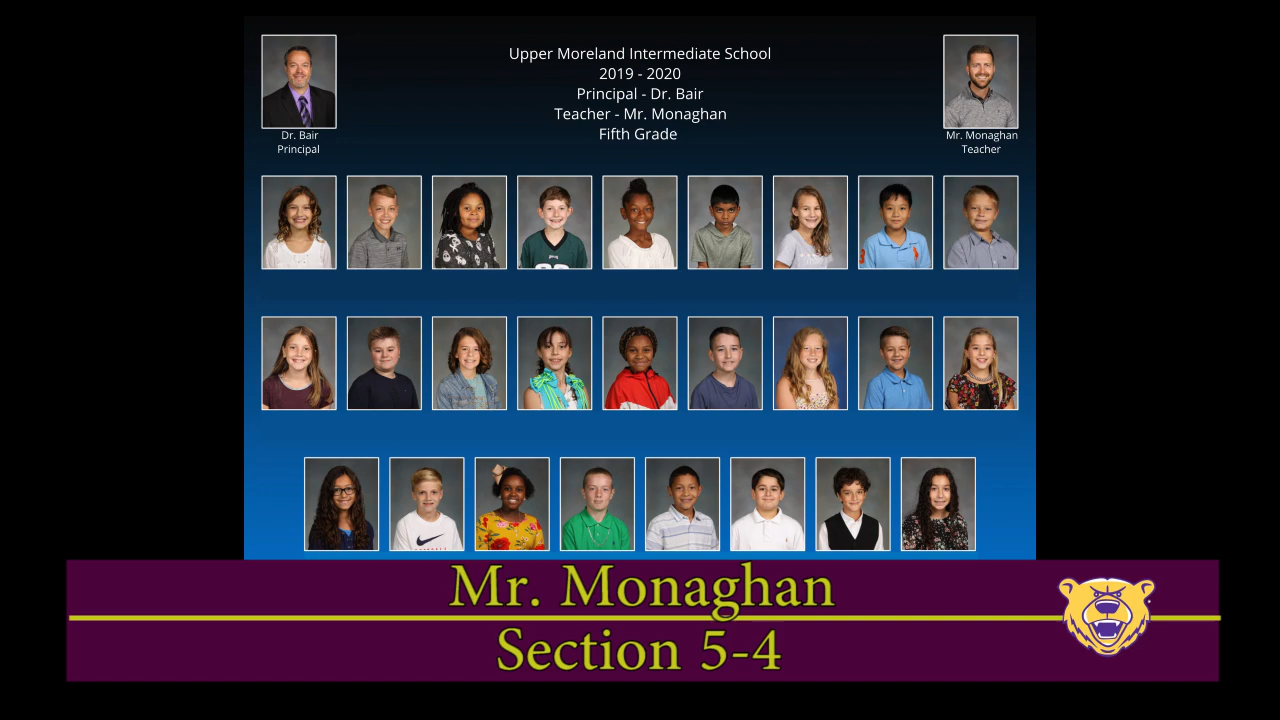 Upper Moreland Intermediate School
2019 - 2020
Principal - Dr. Bair
Teacher - Mr. Monaghan
Fifth Grade
Dr. Bair
Principal
Mr. Monaghan
Teacher
Mr. Monaghan
Section 5-4